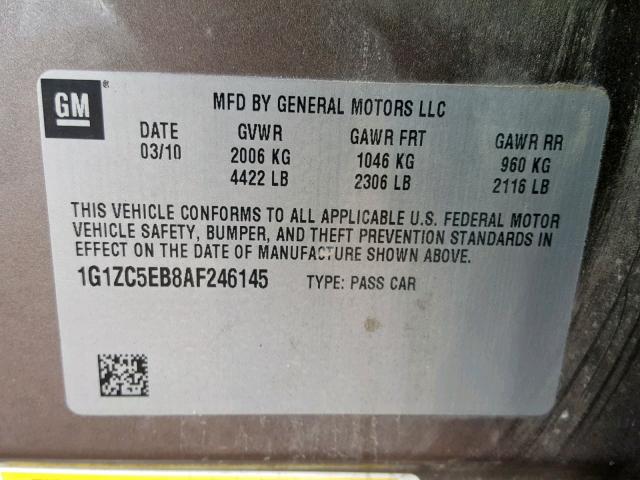 GM
MFD BY GENERAL MOTORS LLC
DATE GVWR GAWR FRT GAWR RR
03/10 2006 KG 1046 KG 960 KG
4422 LB 2306 LB 2116 LB
THIS VEHICLE CONFORMS TO ALL APPLICABLE U.S. FEDERAL MOTOR
VEHICLE SAFETY, BUMPER, AND THEFT PREVENTION STANDARDS IN
EFFECT ON THE DATE OF MANUFACTURE SHOWN ABOVE.
1G1ZC5EB8AF246145 TYPE: PASS CAR